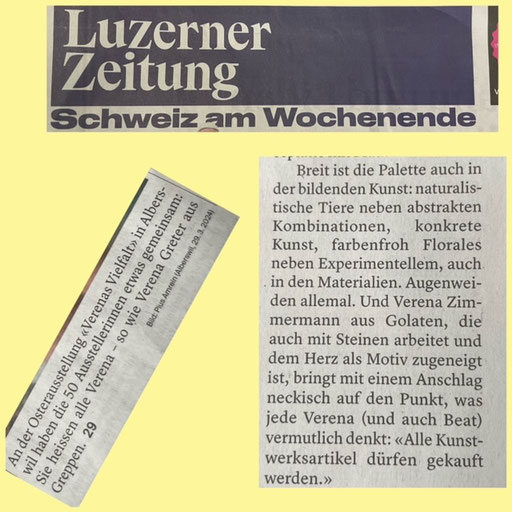 Luzerner
Zeitung
Schweiz am Wochenende
An der Osterausstellung «Verenas Vielfalt» in Albers-
wil haben die 50 Ausstellerinnen etwas gemeinsam:
Sie heissen alle Verena – so wie Verena Greter aus
Greppen. 29
Bild: Pius Amrein (Alberswil, 29. 3. 2024)
Breit ist die Palette auch in
der bildenden Kunst: naturalis-
tische Tiere neben abstrakten
Kombinationen, konkrete
Kunst, farbenfroh Florales
neben Experimentellem, auch
in den Materialien. Augenwei-
den allemal. Und Verena Zim-
mermann aus Golaten, die
auch mit Steinen arbeitet und
dem Herz als Motiv zugeneigt
ist, bringt mit einem Anschlag
neckisch auf den Punkt, was
jede Verena (und auch Beat)
vermutlich denkt: «Alle Kunst-
werksartikel dürfen gekauft
werden.»